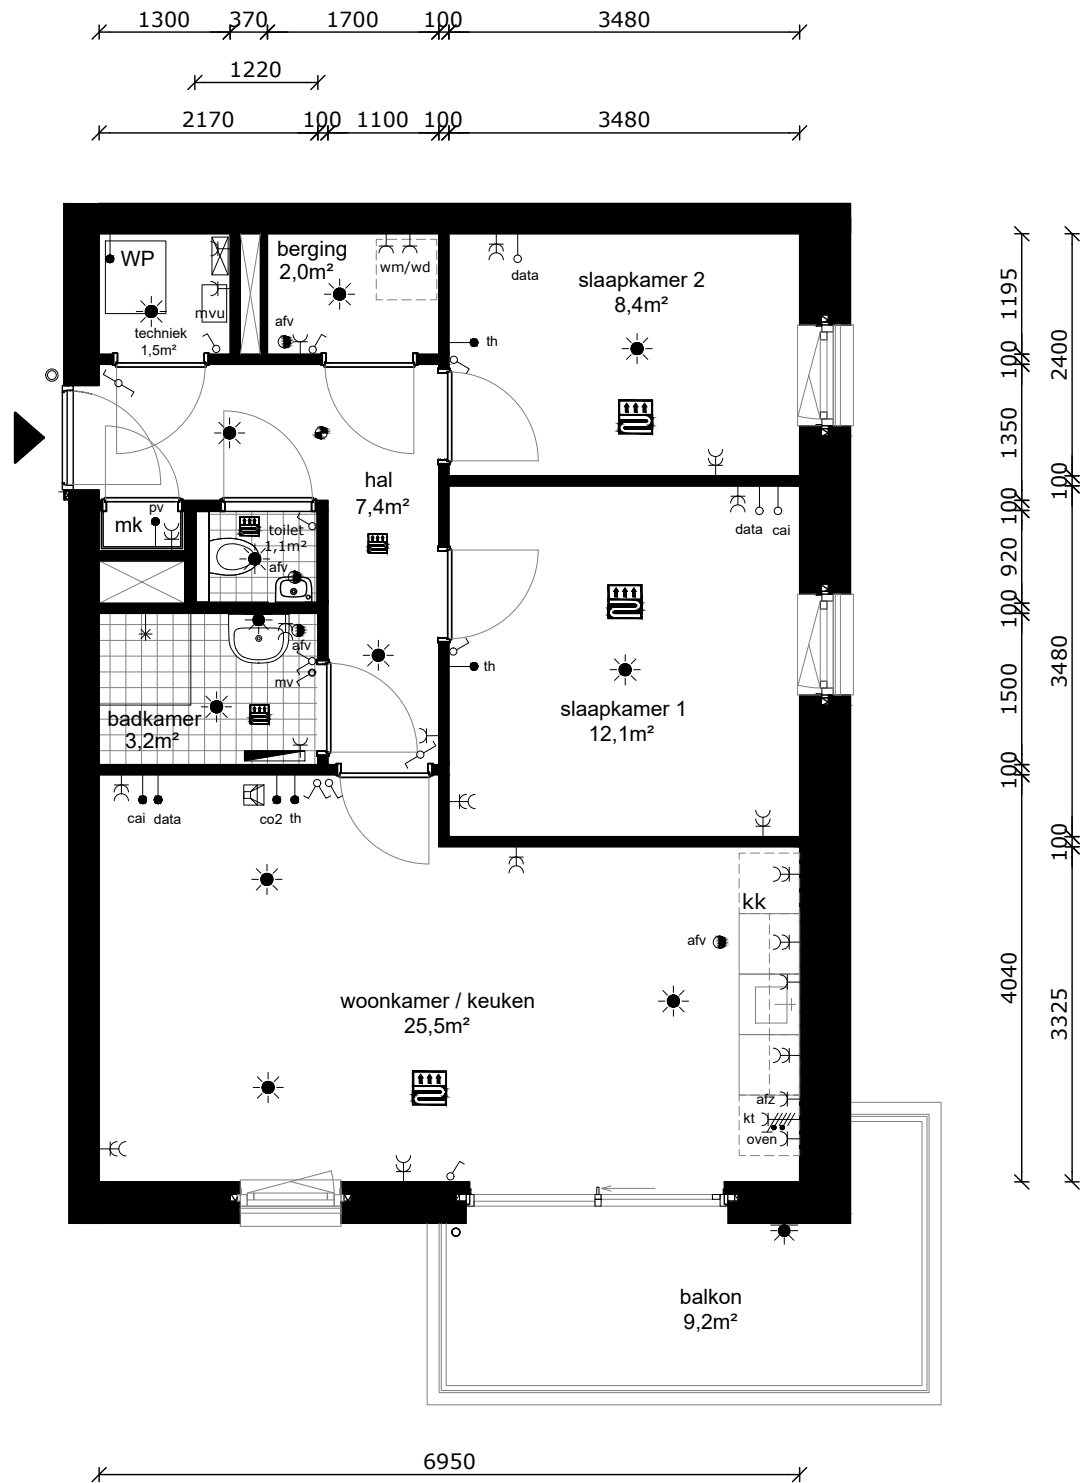 1300 370 1700 100 3480
1220
2170 100 1100 100 3480
WP
mvu
techniek
1,5m²
berging
2,0m²
wm/wd
afv
data
slaapkamer 2
8,4m²
th
1195
100
1350
100
920
100
1500
100
4040
2400
100
3480
100
3325
hal
7,4m²
pv
mk
toilet
1,1m²
afv
data cai
afv
mv
badkamer
3,2m²
th
slaapkamer 1
12,1m²
cai data
co2 th
kk
afv
woonkamer / keuken
25,5m²
afz
kt
oven
balkon
9,2m²
6950